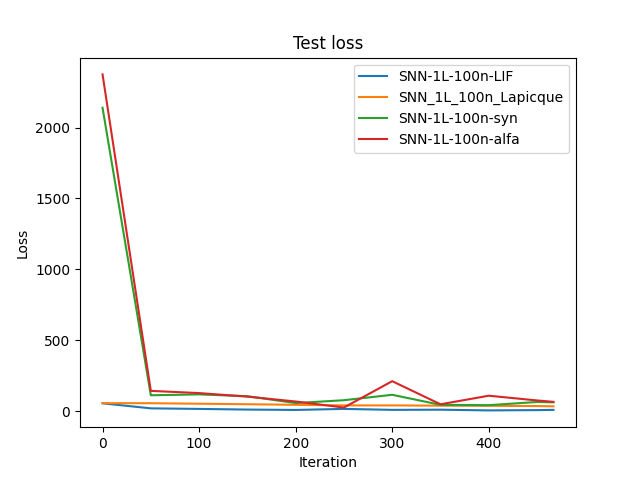 Test loss
SNN-1L-100n-LIF
SNN_1L_100n_Lapicque
SNN-1L-100n-syn
SNN-1L-100n-alfa
2000
1500
1000
500
0
Loss
0 100 200 300 400
Iteration